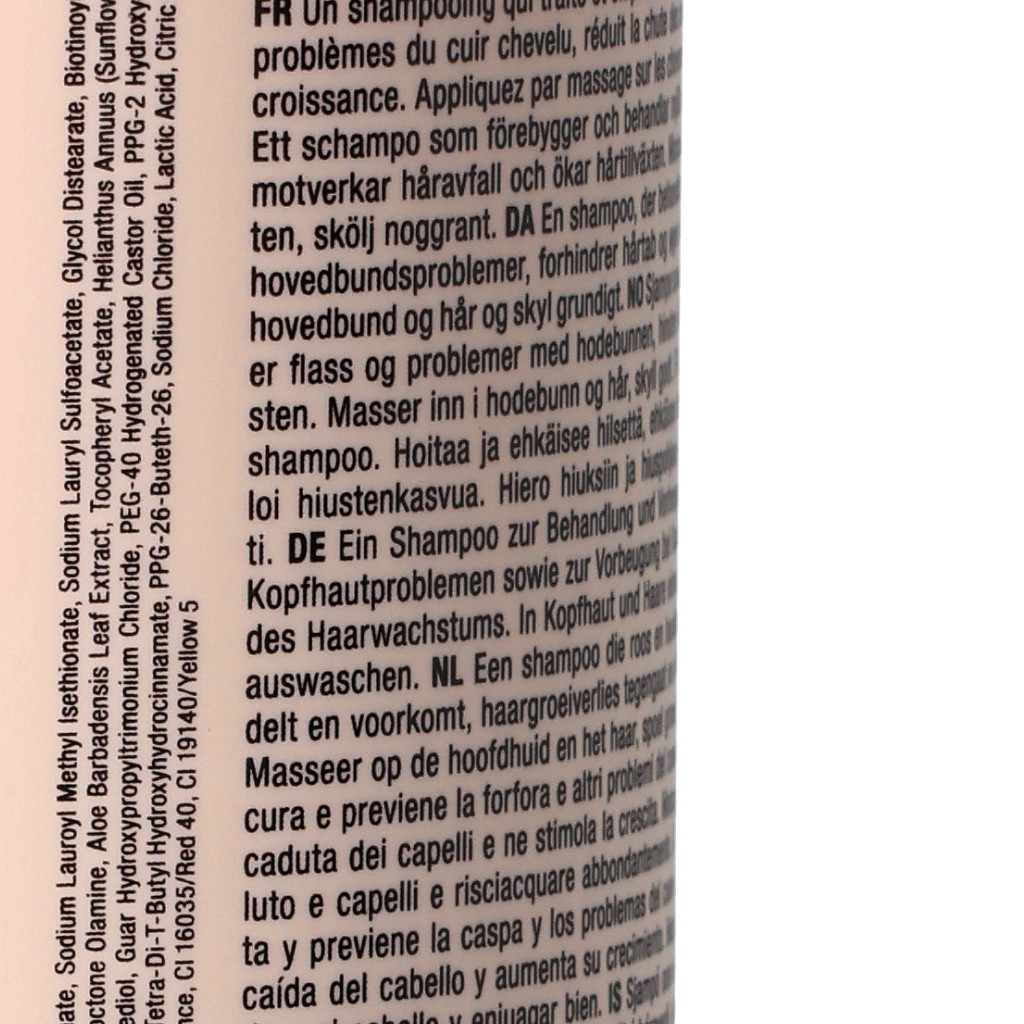 ate, Sodium Lauroyl Methyl Isethionate, Sodium Lauryl Sulfoacetate, Glycol Distearate, Biotinoy
octone Olamine, Aloe Barbadensis Leaf Extract, Tocopheryl Acetate, Helianthus Annuus (Sunflow
ediol, Guar Hydroxypropyltrimonium Chloride, PEG-40 Hydrogenated Castor Oil, PPG-2 Hydroxy
Tetra-Di-T-Butyl Hydroxyhydrocinnamate, PPG-26-Buteth-26, Sodium Chloride, Lactic Acid, Citric
nce, CI 16035/Red 40, CI 19140/Yellow 5
FR Un shampooing qui traite et
problèmes du cuir chevelu, réduit la chute
croissance. Appliquez par massage sur les
Ett schampo som förebygger och behandlar
motverkar håravfall och ökar hårtillväxten.
ten, skölj noggrant. DA En shampoo, der
hovedbundsproblemer, forhindrer hårtab og
hovedbund og hår og skyl grundigt. NO Sjampo
er flass og problemer med hodebunnen,
sten. Masser inn i hodebunn og hår, skyll godt.
shampoo. Hoitaa ja ehkäisee hilsettä,
loi hiustenkasvua. Hiero hiuksiin ja
ti. DE Ein Shampoo zur Behandlung und
Kopfhautproblemen sowie zur Vorbeugung
des Haarwachstums. In Kopfhaut und Haare
auswaschen. NL Een shampoo die roos en
delt en voorkomt, haargroeiverlies tegengaat
Masseer op de hoofdhuid en het haar, spoel
cura e previene la forfora e altri problemi
caduta dei capelli e ne stimola la crescita.
luto e capelli e risciacquare abbondantemente.
ta y previene la caspa y los problemas del
caída del cabello y aumenta su crecimiento.
cabello y enjuagar bien. IS Sjampó